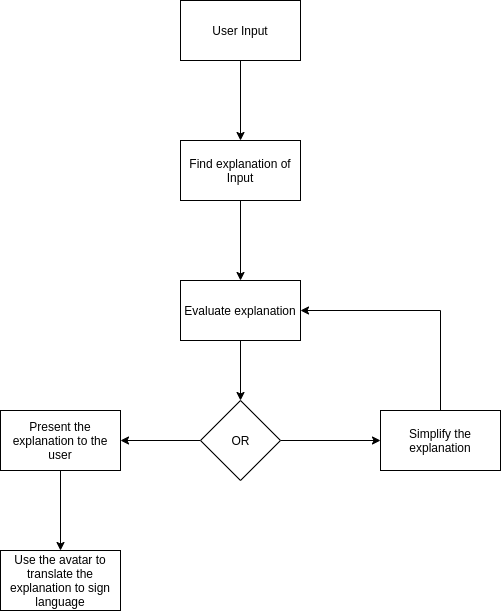 User Input
Find explanation of
Input
Evaluate explanation
OR
Present the
explanation to the
user
Simplify the
explanation
Use the avatar to
translate the
explanation to sign
language